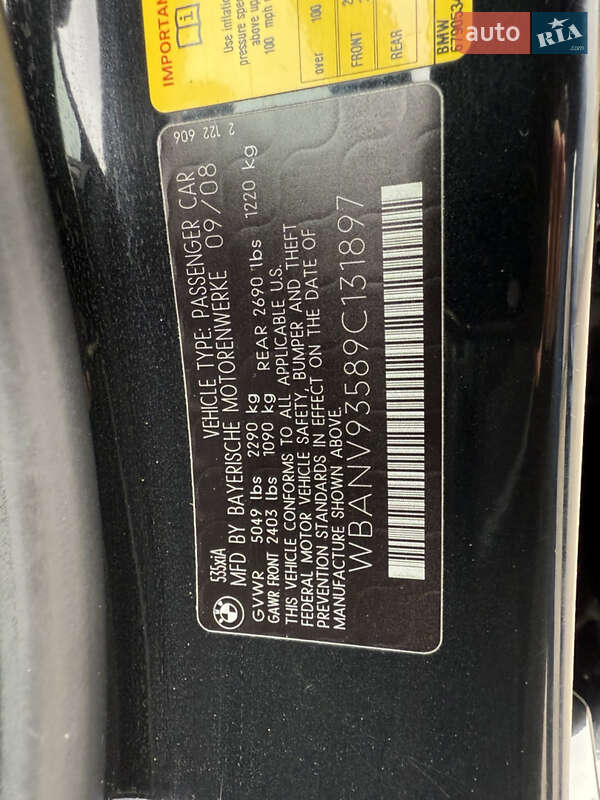 IMPORTAN
Use inflation
pressure spe
above up
100 mph
over 100
FRONT
REAR
BMW
auto RIA.com
535xiA
VEHICLE TYPE: PASSENGER CAR
MFD BY BAYERISCHE MOTORENWERKE 09/08
2 122 606
GVWR 5049 lbs 2290 kg
GAWR FRONT 2403 lbs 1090 kg REAR 2690 lbs 1220 kg
THIS VEHICLE CONFORMS TO ALL APPLICABLE U.S.
FEDERAL MOTOR VEHICLE SAFETY, BUMPER AND THEFT
PREVENTION STANDARDS IN EFFECT ON THE DATE OF
MANUFACTURE SHOWN ABOVE.
WBANV93589C131897